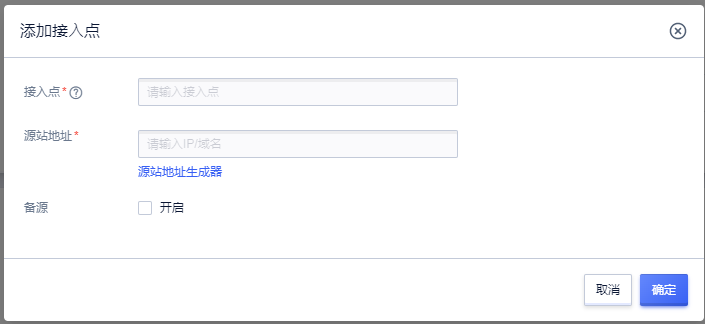 添加接入点
接入点*
请输入接入点
源站地址*
请输入IP/域名
源站地址生成器
备源
开启
取消
确定